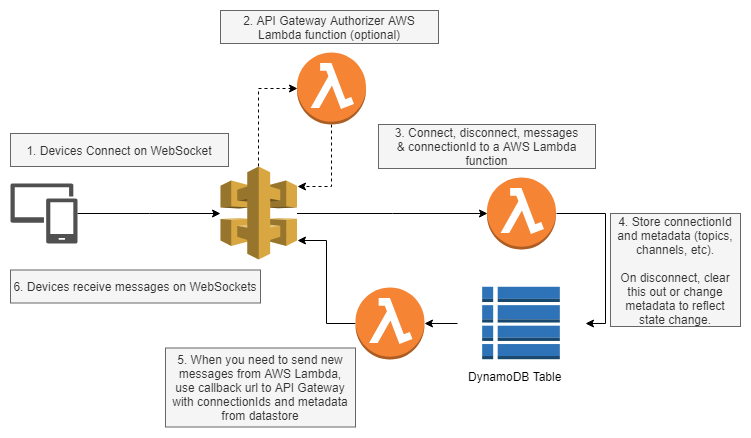 2. API Gateway Authorizer AWS
Lambda function (optional)
1. Devices Connect on WebSocket
3. Connect, disconnect, messages
& connectionId to a AWS Lambda
function
4. Store connectionId
and metadata (topics,
channels, etc).
On disconnect, clear
this out or change
metadata to reflect
state change.
6. Devices receive messages on WebSockets
5. When you need to send new
messages from AWS Lambda,
use callback url to API Gateway
with connectionIds and metadata
from datastore
DynamoDB Table